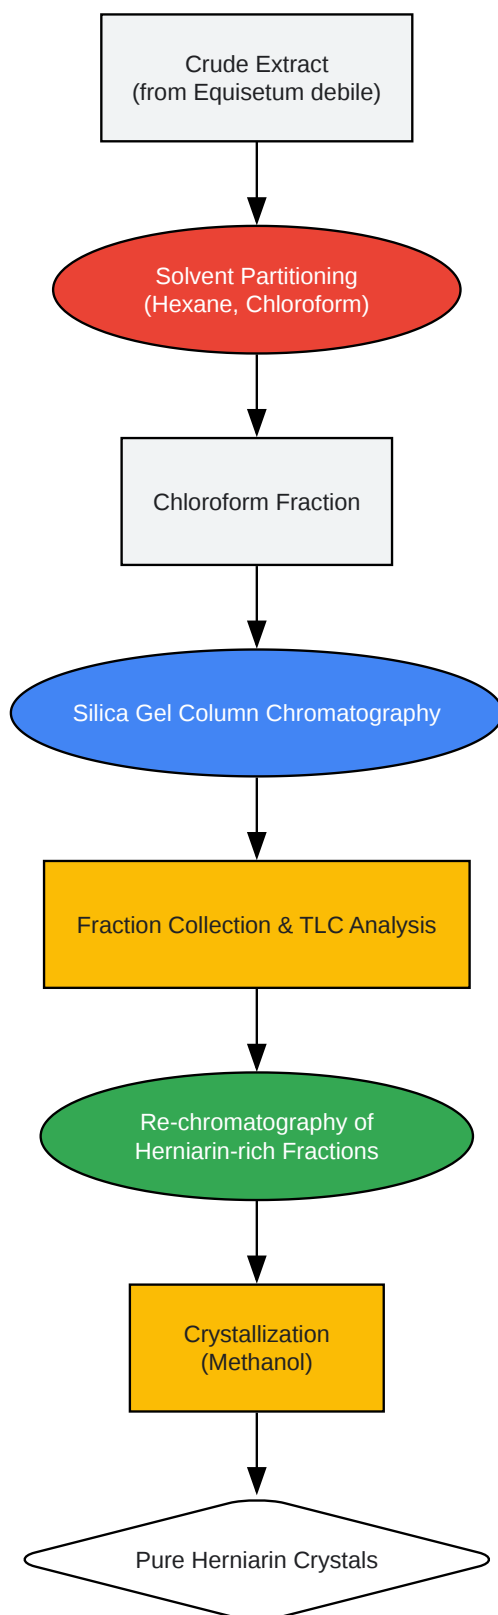 Crude Extract
(from Equisetum debile)
Solvent Partitioning
(Hexane, Chloroform)
Chloroform Fraction
Silica Gel Column Chromatography
Fraction Collection & TLC Analysis
Re-chromatography of
Herniarin-rich Fractions
Crystallization
(Methanol)
Pure Herniarin Crystals